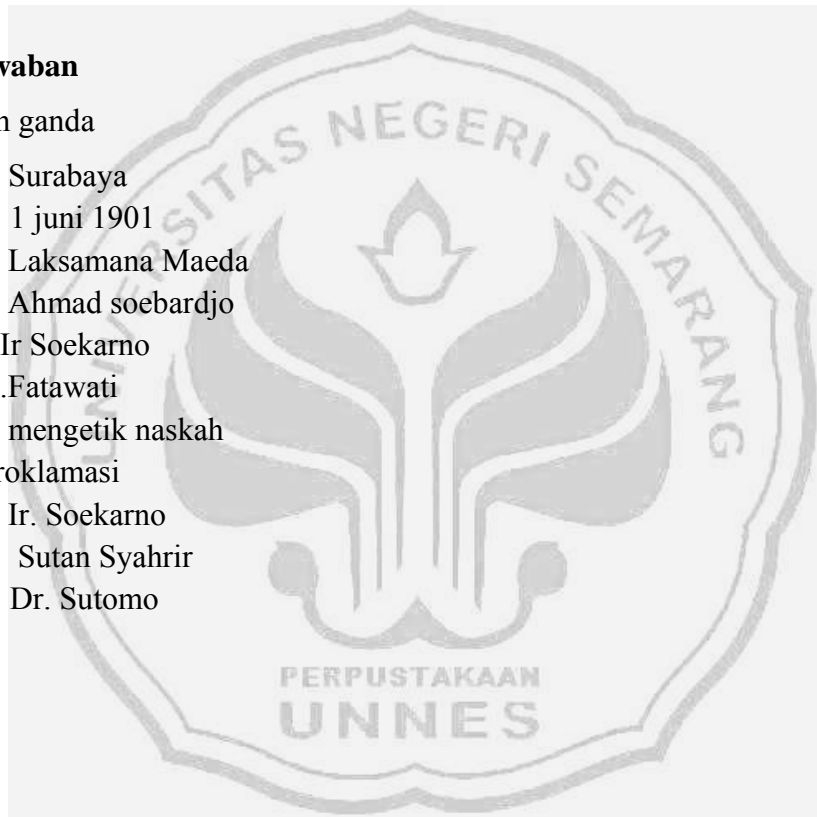 waban
n ganda
Surabaya
1 juni 1901
Laksamana Maeda
Ahmad soebardjo
Ir Soekarno
.Fatawati
mengetik naskah
roklamasi
Ir. Soekarno
Sutan Syahrir
Dr. Sutomo
UNIVERSITAS NEGERI SEMARANG
PERPUSTAKAAN
UNNES